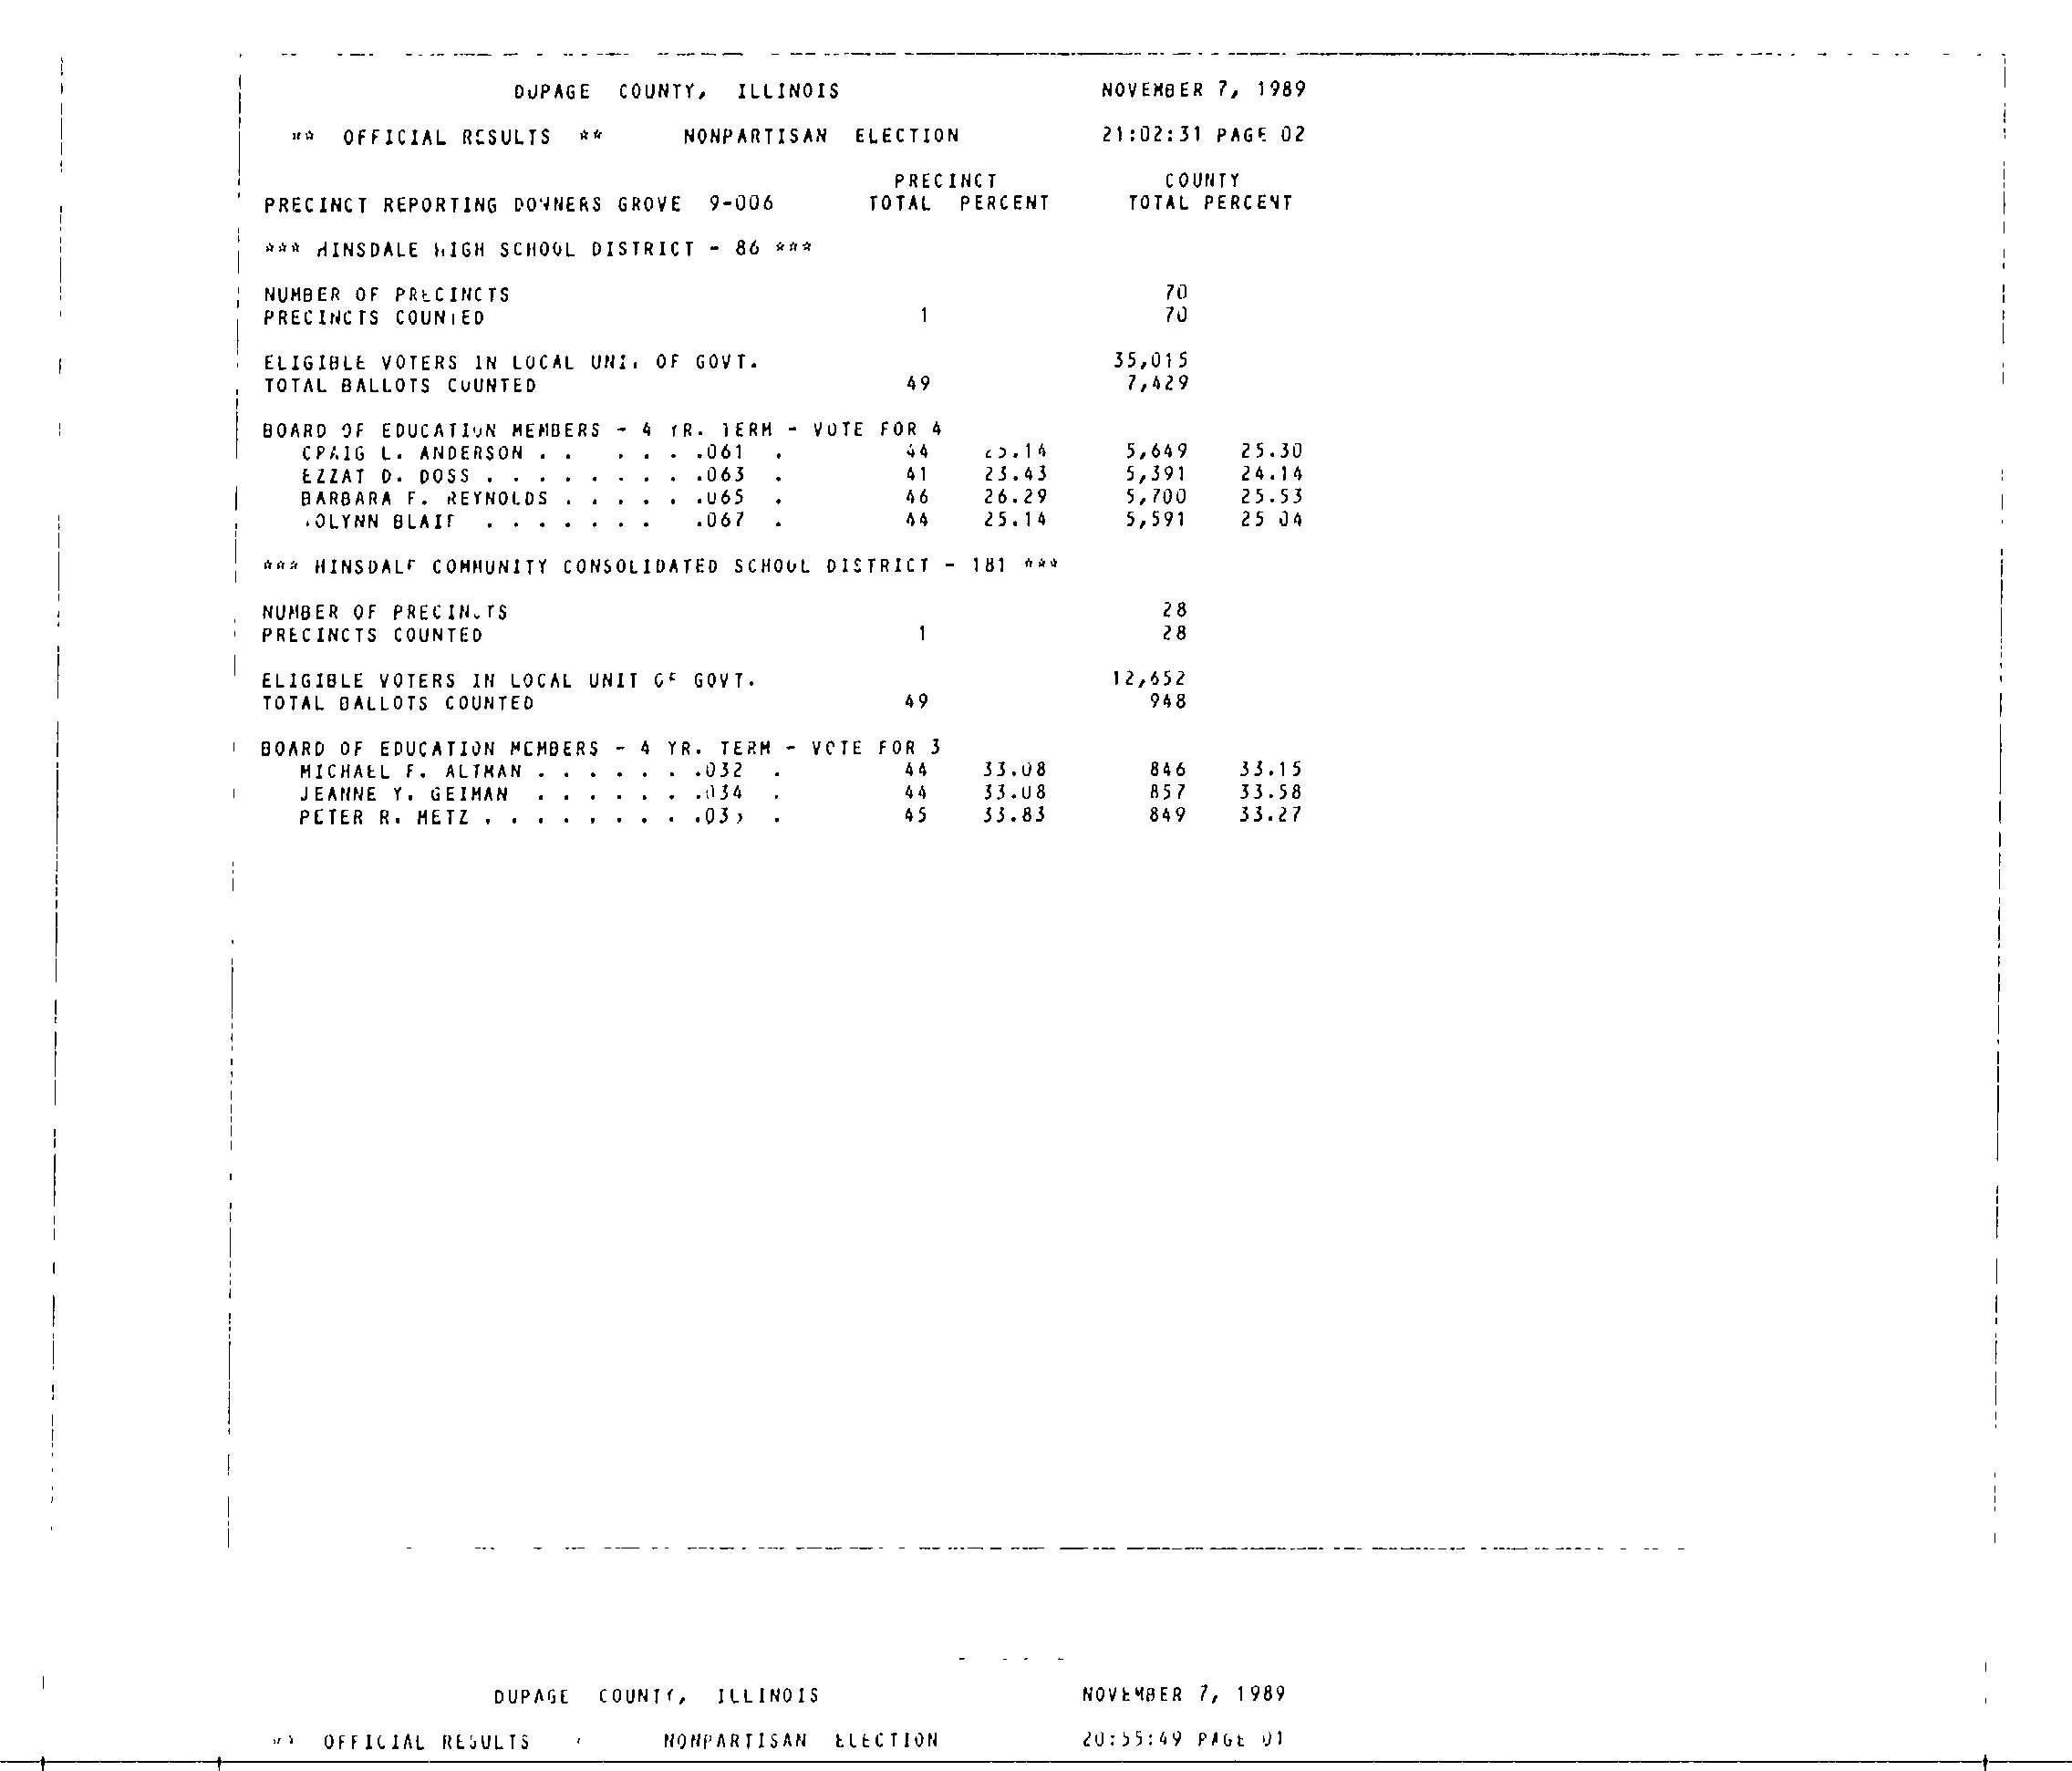 DUPAGE COUNTY, ILLINOIS NOVEMBER 7, 1989
** OFFICIAL RESULTS ** NONPARTISAN ELECTION 21:02:31 PAGE 02
PRECINCT COUNTY
PRECINCT REPORTING DOWNERS GROVE 9-006 TOTAL PERCENT TOTAL PERCENT
*** HINSDALE HIGH SCHOOL DISTRICT - 86 ***
NUMBER OF PRECINCTS 70
PRECINCTS COUNTED 1 70
ELIGIBLE VOTERS IN LOCAL UNIT OF GOVT. 35,015
TOTAL BALLOTS COUNTED 49 7,429
BOARD OF EDUCATION MEMBERS - 4 YR. TERM - VOTE FOR 4
CRAIG L. ANDERSON . . . . . .061 . 44 25.14 5,649 25.30
EZZAT D. DOSS . . . . . . . . .063 . 41 23.43 5,391 24.14
BARBARA F. REYNOLDS . . . . . .065 . 46 26.29 5,700 25.53
BLAIR . . . . . . . .067 . 44 25.14 5,591 25 04
*** HINSDALE COMMUNITY CONSOLIDATED SCHOOL DISTRICT - 181 ***
NUMBER OF PRECINCTS 28
PRECINCTS COUNTED 1 28
ELIGIBLE VOTERS IN LOCAL UNIT OF GOVT. 12,652
TOTAL BALLOTS COUNTED 49 948
BOARD OF EDUCATION MEMBERS - 4 YR. TERM - VOTE FOR 3
MICHAEL F. ALTMAN . . . . . . .032 . 44 33.08 846 33.15
JEANNE Y. GEIMAN . . . . . . .034 . 44 33.08 857 33.58
PETER R. METZ . . . . . . . . . 45 33.83 849 33.27
DUPAGE COUNTY, ILLINOIS NOVEMBER 7, 1989
OFFICIAL RESULTS NONPARTISAN ELECTION 20:55:49 PAGE 01